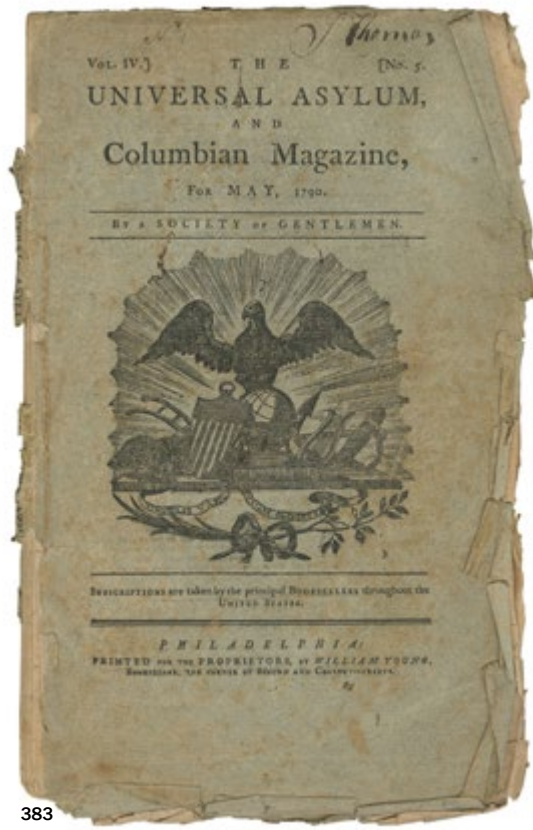 J Thomas
VOL. IV.} THE [No. 5.
UNIVERSAL ASYLUM,
AND
Columbian Magazine,
FOR MAY, 1790.
BY A SOCIETY OF GENTLEMEN.
SUBSCRIPTIONS are taken by the principal BOOKSELLERS throughout the
UNITED STATES.
PHILADELPHIA:
PRINTED FOR THE PROPRIETORS, BY WILLIAM YOUNG,
BOOKSELLER, THE CORNER OF SECOND AND CHESNUT-STREETS.
383